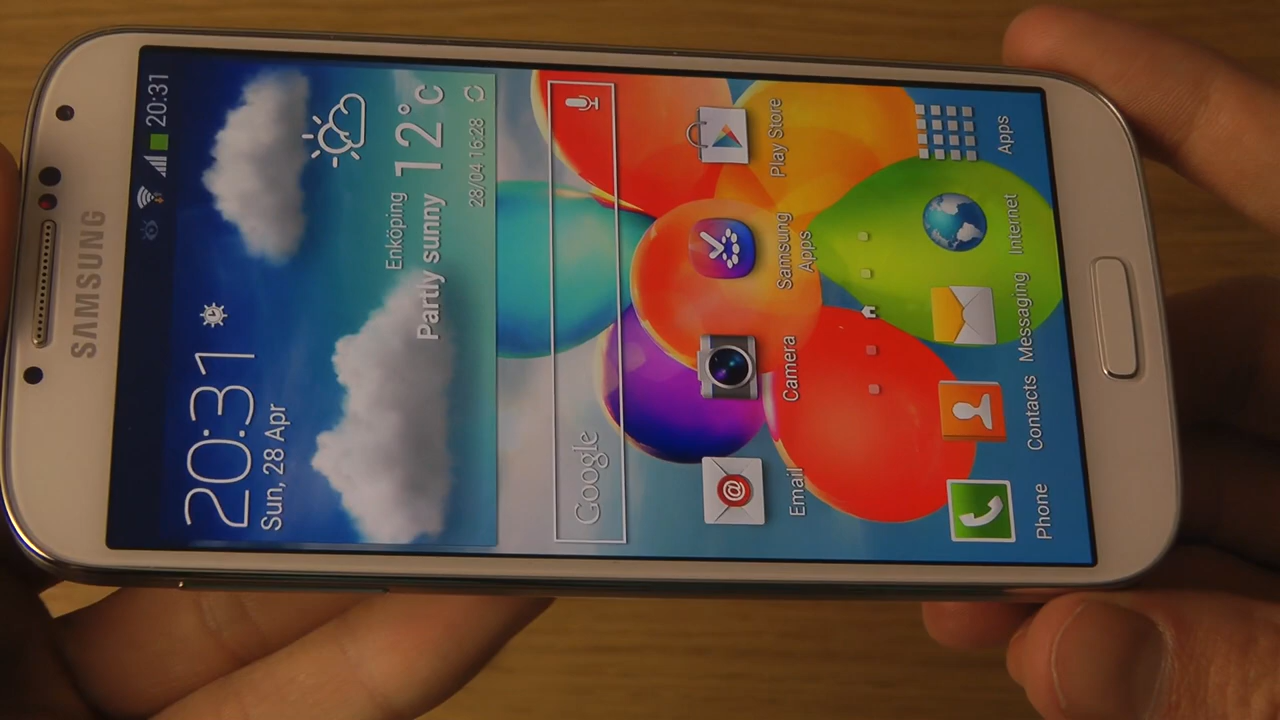 SAMSUNG
20:31
20:31
Sun, 28 Apr
Enköping
Partly sunny 12°C
28/04 16:28
Google
Email
Camera
Samsung
Apps
Play Store
Phone
Contacts
Messaging
Internet
Apps